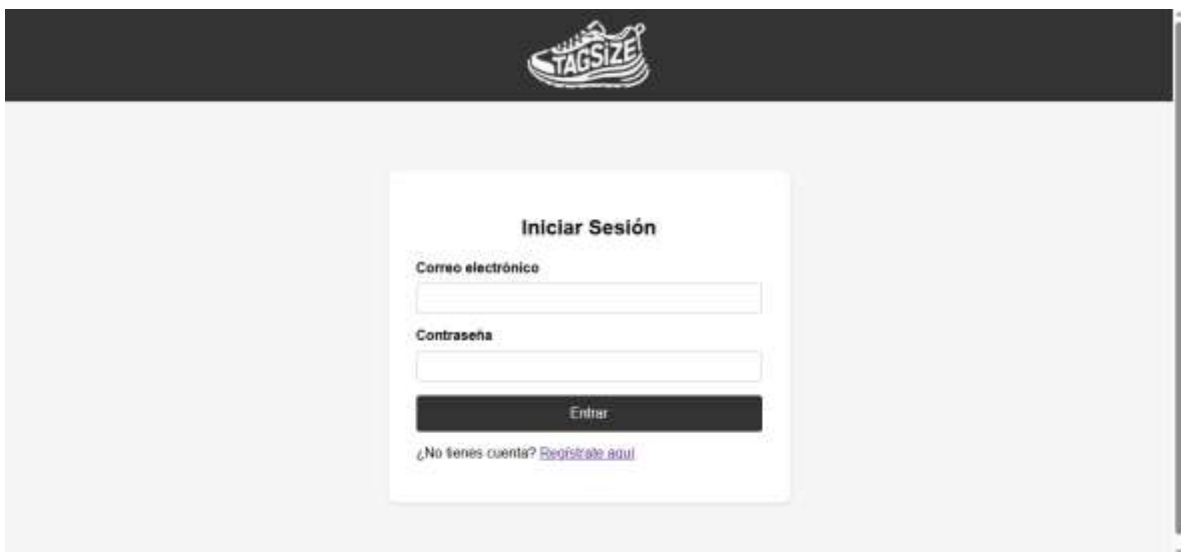 TAGSiZE
Iniciar Sesión
Correo electrónico
Contraseña
Entrar
¿No tienes cuenta? Regístrate aquí